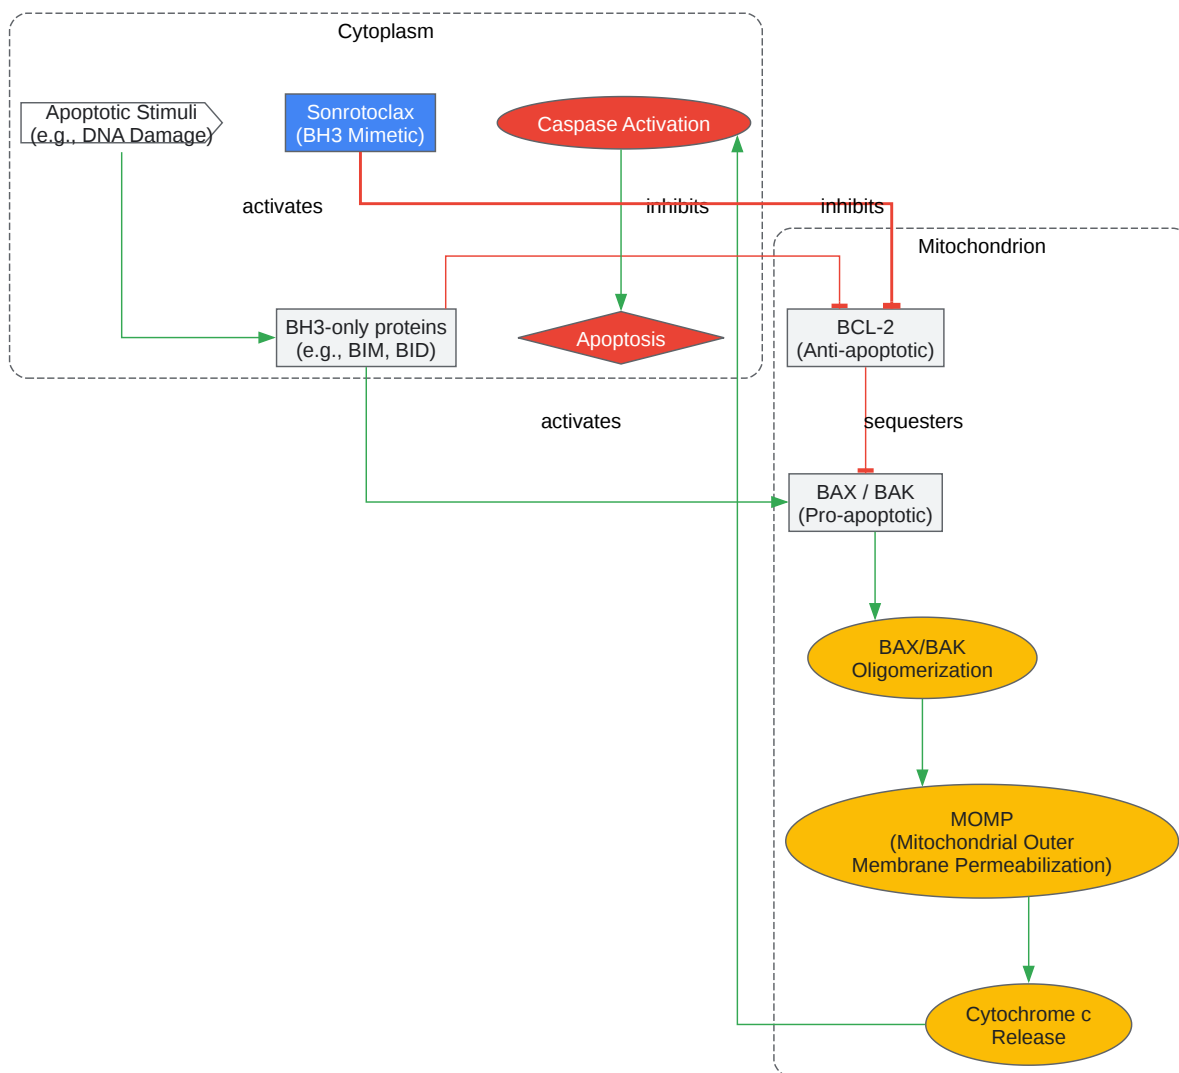 Cytoplasm
Apoptotic Stimuli
(e.g., DNA Damage)
Sonrotoclax
(BH3 Mimetic)
Caspase Activation
activates
inhibits
inhibits
Mitochondrion
BH3-only proteins
(e.g., BIM, BID)
Apoptosis
BCL-2
(Anti-apoptotic)
activates
sequesters
BAX / BAK
(Pro-apoptotic)
BAX/BAK
Oligomerization
MOMP
(Mitochondrial Outer
Membrane Permeabilization)
Cytochrome c
Release